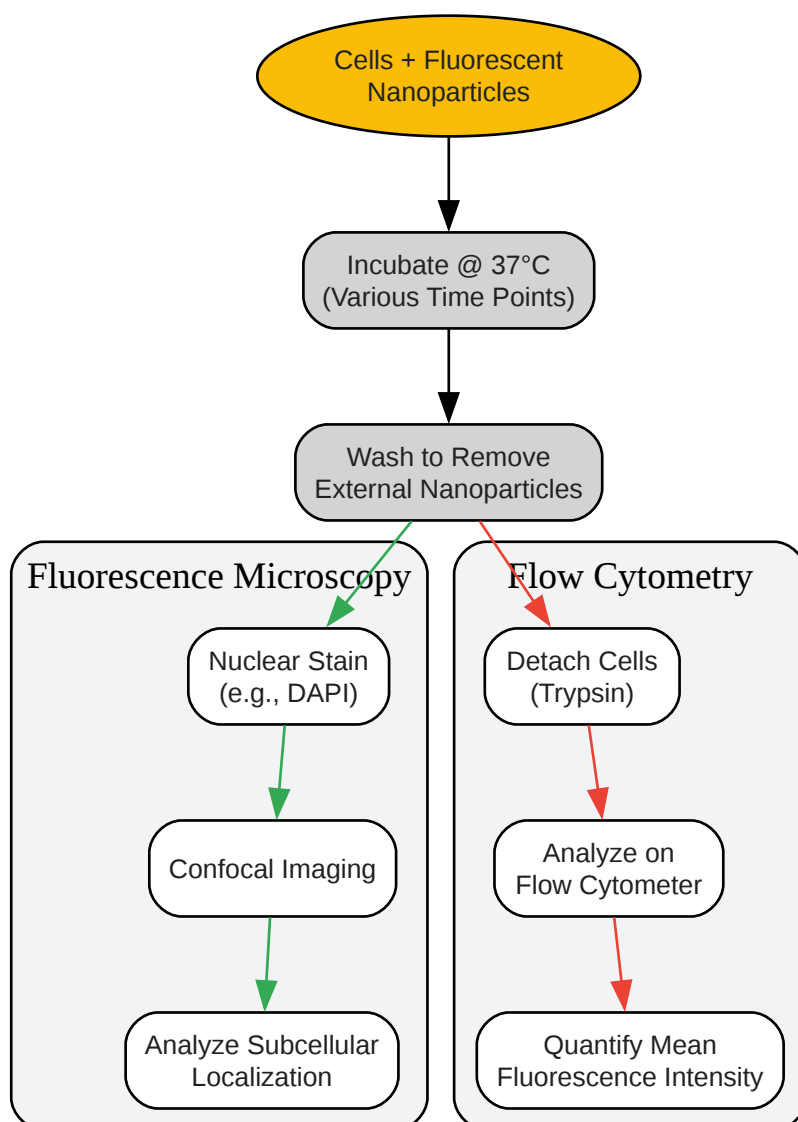 Cells + Fluorescent
Nanoparticles
Incubate @ 37°C
(Various Time Points)
Wash to Remove
External Nanoparticles
Fluorescence Microscopy
Nuclear Stain
(e.g., DAPI)
Confocal Imaging
Analyze Subcellular
Localization
Flow Cytometry
Detach Cells
(Trypsin)
Analyze on
Flow Cytometer
Quantify Mean
Fluorescence Intensity